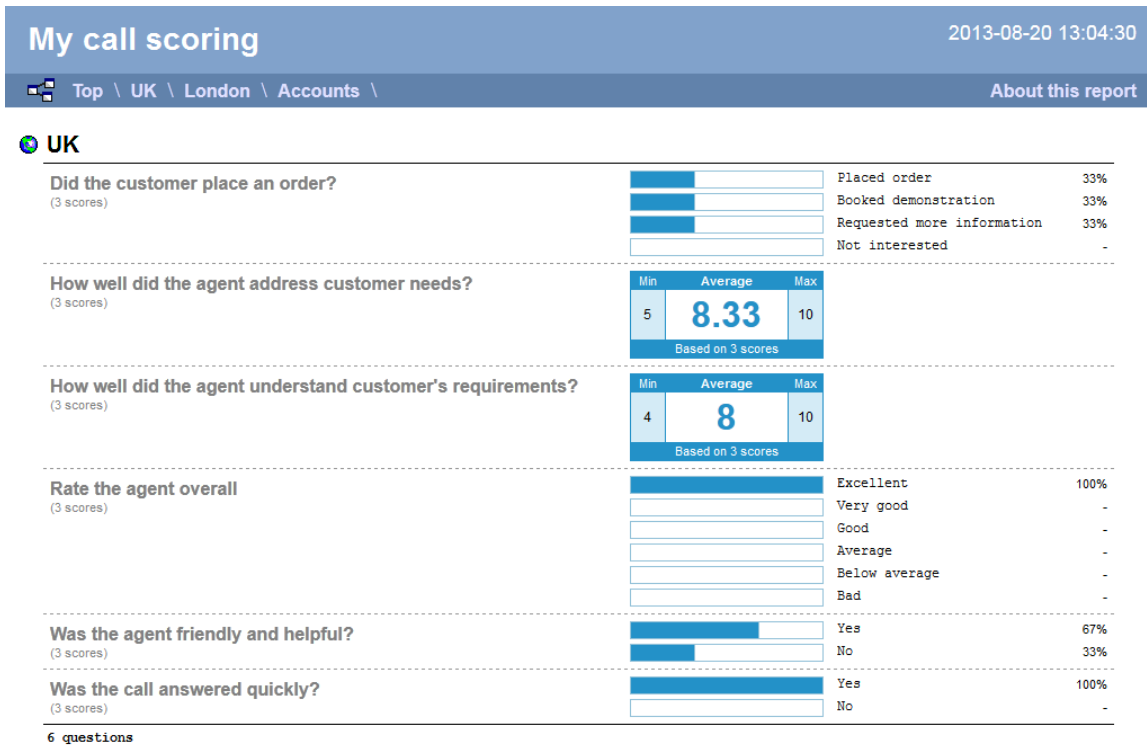 My call scoring 2013-08-20 13:04:30
Top \ UK \ London \ Accounts \ About this report
UK
Did the customer place an order? Placed order 33%
(3 scores) Booked demonstration 33%
Requested more information 33%
Not interested -
How well did the agent address customer needs? Min Average Max
(3 scores) 5 8.33 10
Based on 3 scores
How well did the agent understand customer's requirements? Min Average Max
(3 scores) 4 8 10
Based on 3 scores
Rate the agent overall Excellent 100%
(3 scores) Very good -
Good -
Average -
Below average -
Bad -
Was the agent friendly and helpful? Yes 67%
(3 scores) No 33%
Was the call answered quickly? Yes 100%
(3 scores) No -
6 questions